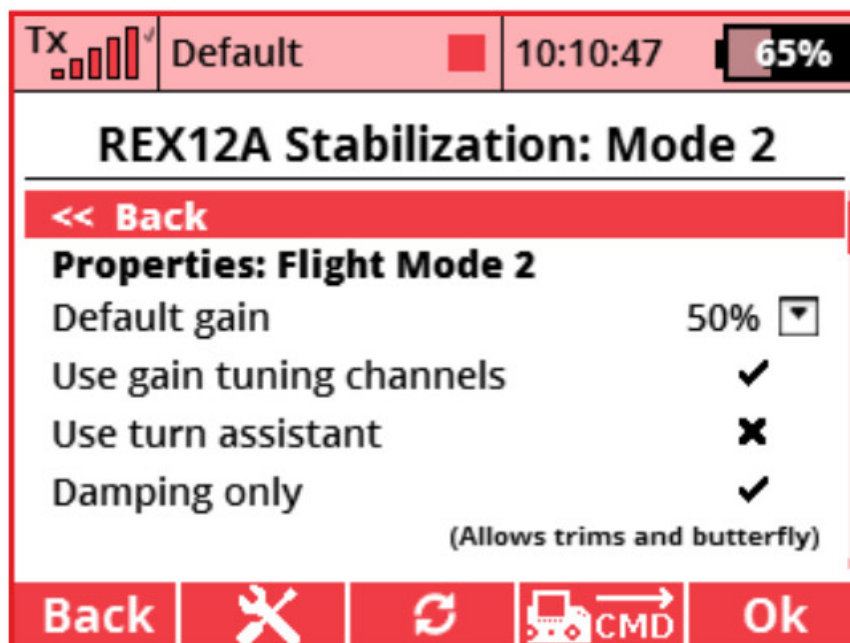 Tx Default 10:10:47 65%
REX12A Stabilization: Mode 2
<< Back
Properties: Flight Mode 2
Default gain 50%
Use gain tuning channels
Use turn assistant
Damping only
(Allows trims and butterfly)
Back CMD Ok